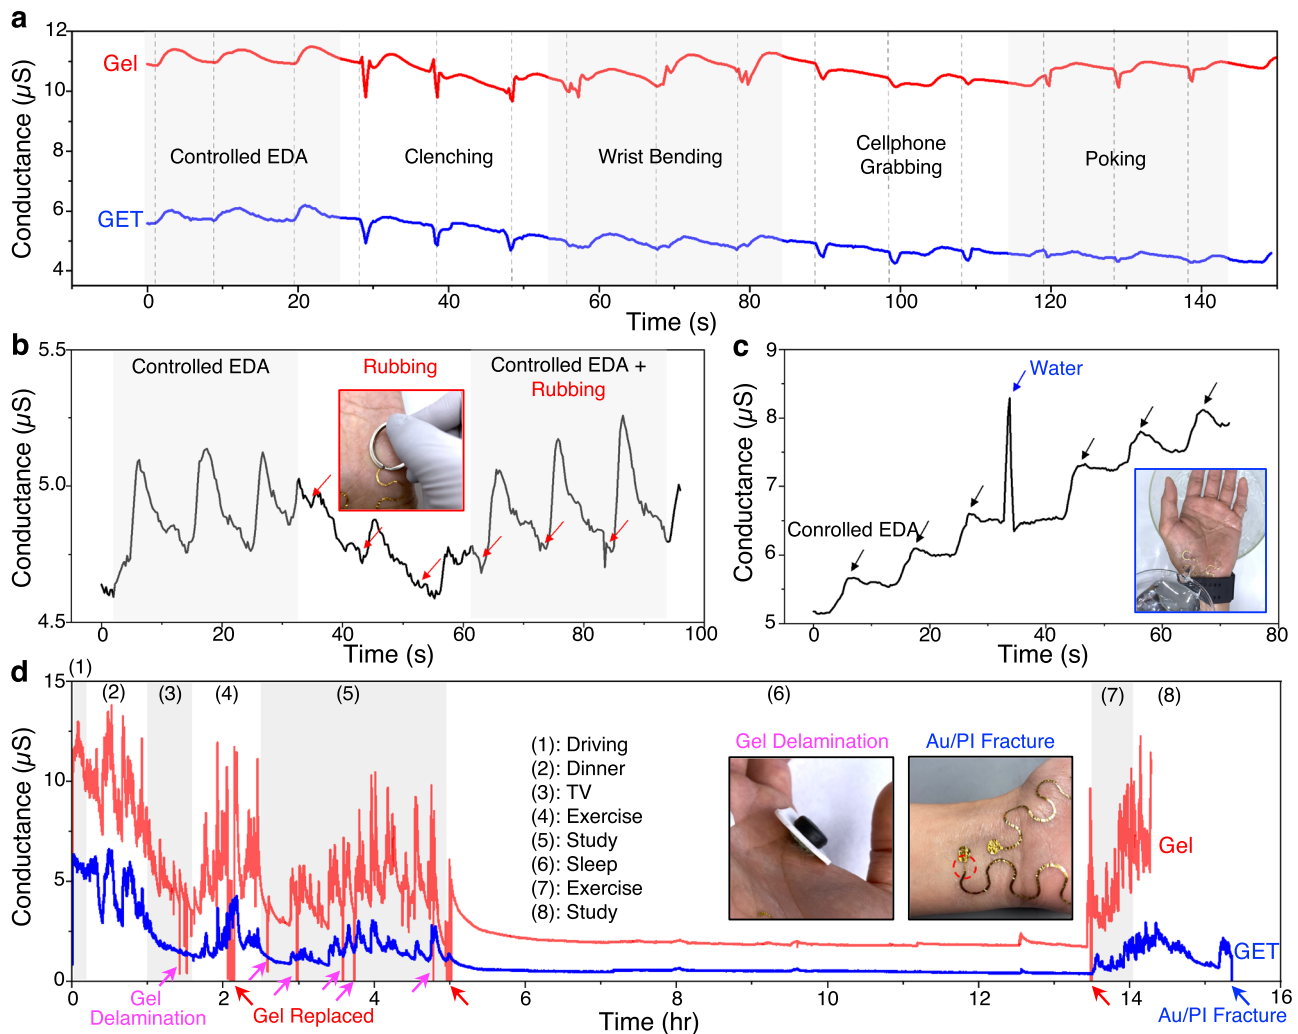 a
12
10
8
6
4
Conductance (µS)
Gel
GET
Controlled EDA
Clenching
Wrist Bending
Cellphone
Grabbing
Poking
0 20 40 60 80 100 120 140
Time (s)
b
5.5
5.0
4.5
Conductance (µS)
Controlled EDA
Rubbing
Controlled EDA +
Rubbing
0 20 40 60 80 100
Time (s)
c
9
8
7
6
5
Conductance (µS)
Water
Conrolled EDA
0 20 40 60 80
Time (s)
d
15
10
5
0
Conductance (µS)
(1)
(2) (3) (4) (5) (6) (7) (8)
(1): Driving
(2): Dinner
(3): TV
(4): Exercise
(5): Study
(6): Sleep
(7): Exercise
(8): Study
Gel Delamination
Au/PI Fracture
Gel
GET
0 2 4 6 8 10 12 14 16
Gel
Delamination
Gel Replaced
Au/PI Fracture
Time (hr)